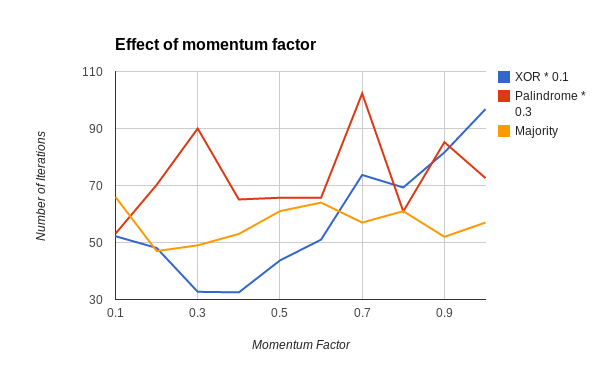 Effect of momentum factor
110
90
70
50
30
0.1
0.3
0.5
0.7
0.9
Number of iterations
Momentum Factor
XOR * 0.1
Palindrome *
0.3
Majority